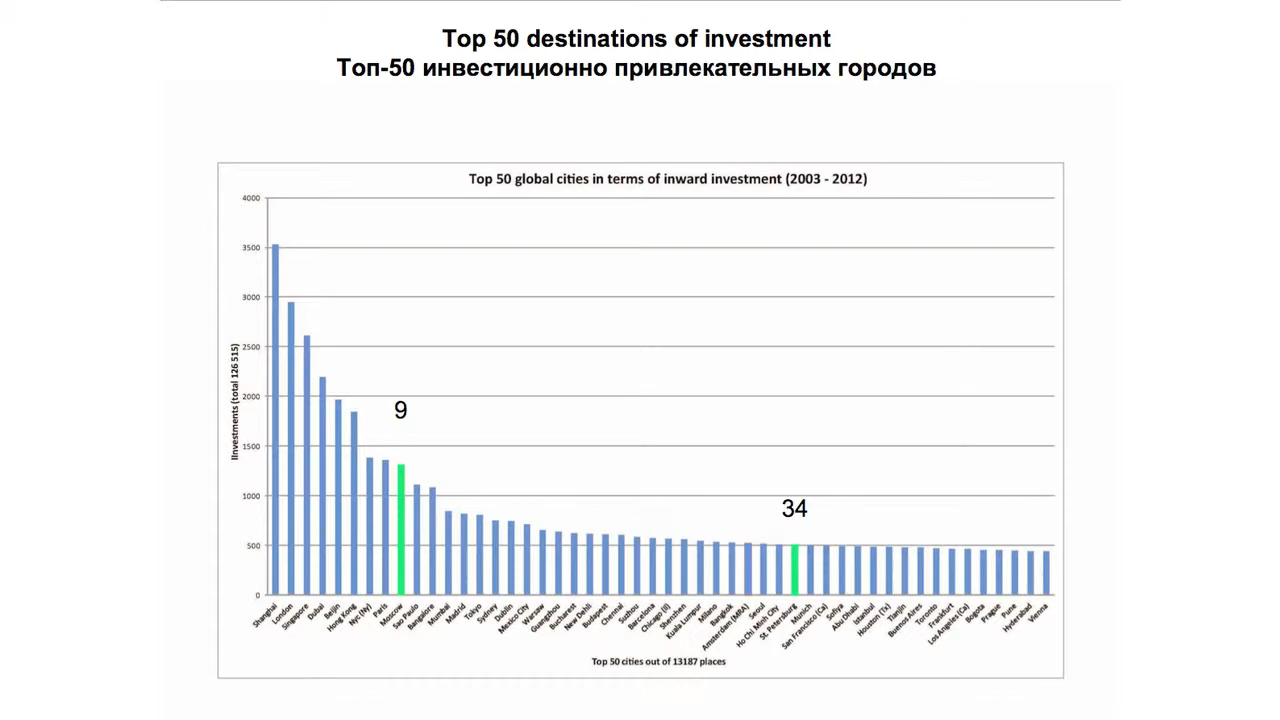 Top 50 destinations of investment
Топ-50 инвестиционно привлекательных городов
Top 50 global cities in terms of inward investment (2003 - 2012)
4000
3500
3000
2500
2000
1500
1000
500
0
IInvestments (total 126 515)
9
34
Shanghai
London
Singapore
Dubai
Beijin
Hong Kong
Nyc (Ny)
Paris
Moscow
Sao Paulo
Bangalore
Mumbai
Madrid
Tokyo
Sydney
Dublin
Mexico City
Warsaw
Guangzhou
Bucharest
New Dehli
Budapest
Chennai
Suzhou
Barcelona
Chicago (Il)
Shenzhen
Kuala Lumpur
Milano
Bangkok
Amsterdam (MRA)
Seoul
Ho Chi Minh City
St. Petersburg
Munich
San Francisco (Ca)
Sofiya
Abu Dhabi
Istanbul
Houston (Tx)
Tianjin
Buenos Aires
Toronto
Frankfurt
Los Angeles (Ca)
Bogota
Prague
Pune
Hyderabad
Vienna
Top 50 cities out of 13187 places